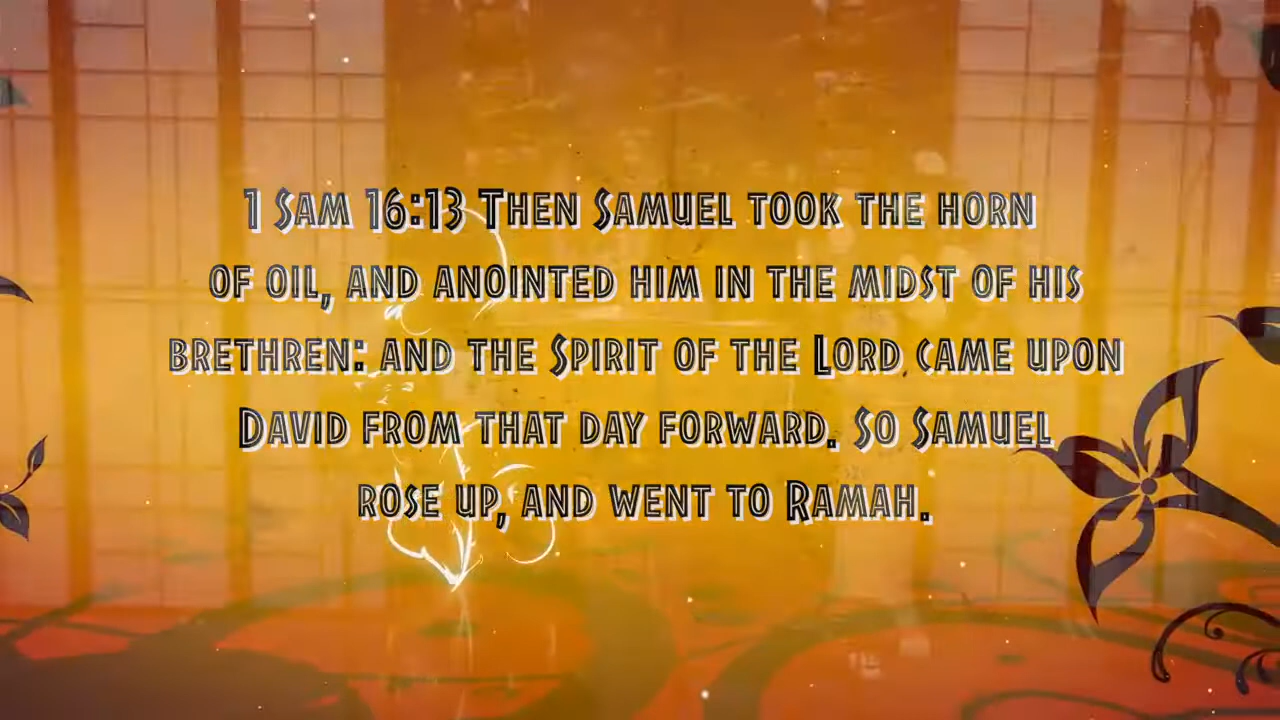 1 Sam 16:13 Then Samuel took the horn
of oil, and anointed him in the midst of his
brethren: and the Spirit of the Lord came upon
David from that day forward. So Samuel
rose up, and went to Ramah.